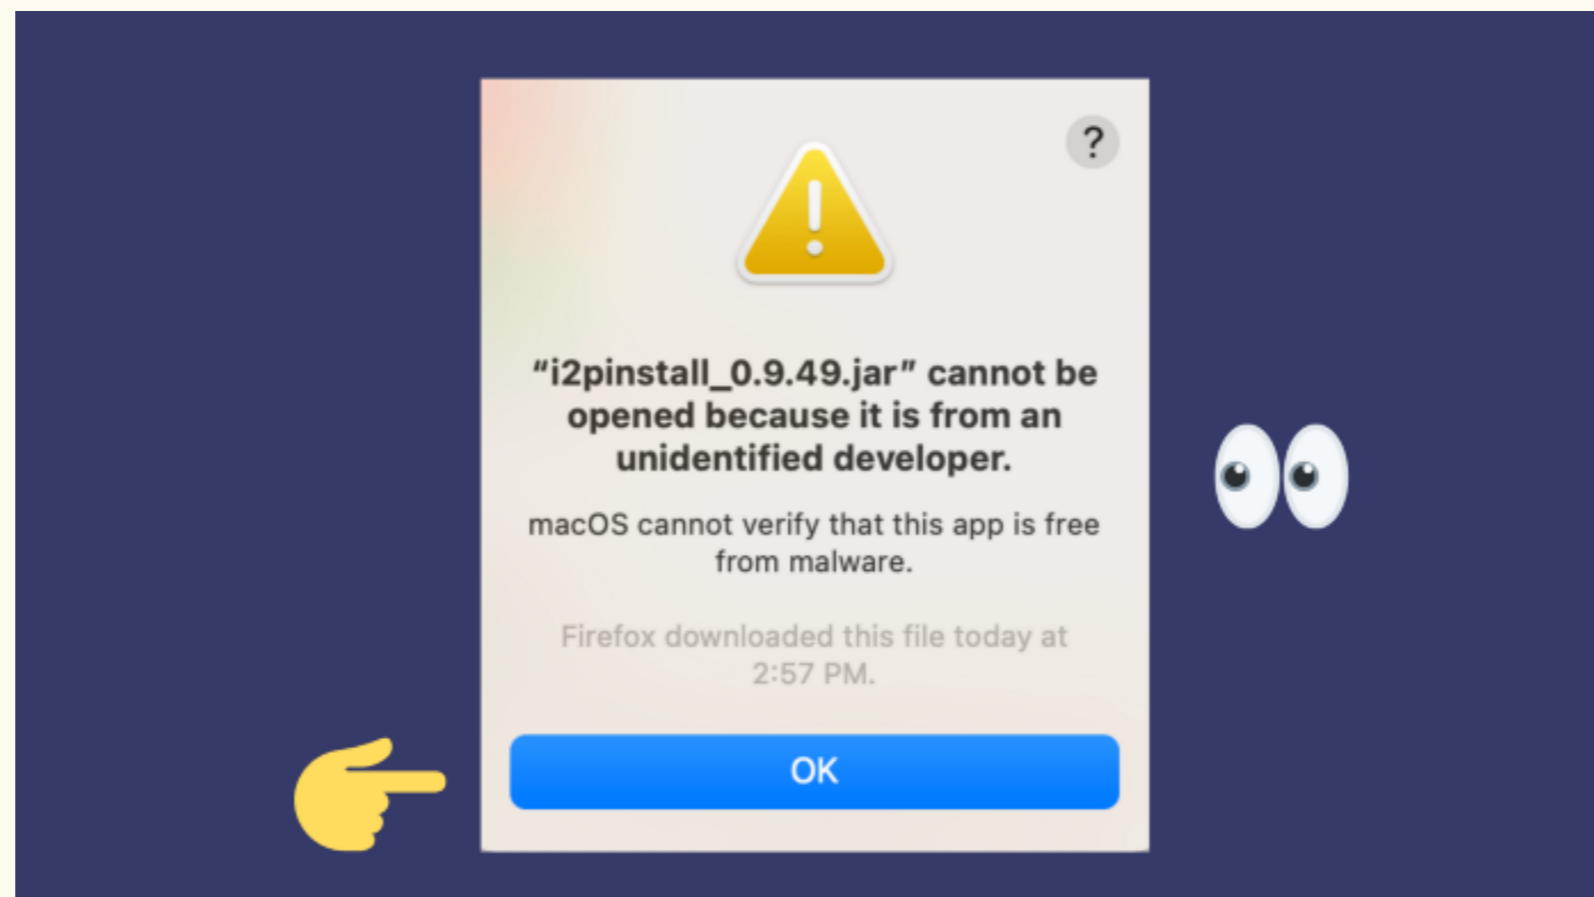 ?
“i2pinstall_0.9.49.jar” cannot be
opened because it is from an
unidentified developer.
macOS cannot verify that this app is free
from malware.
Firefox downloaded this file today at
2:57 PM.
OK